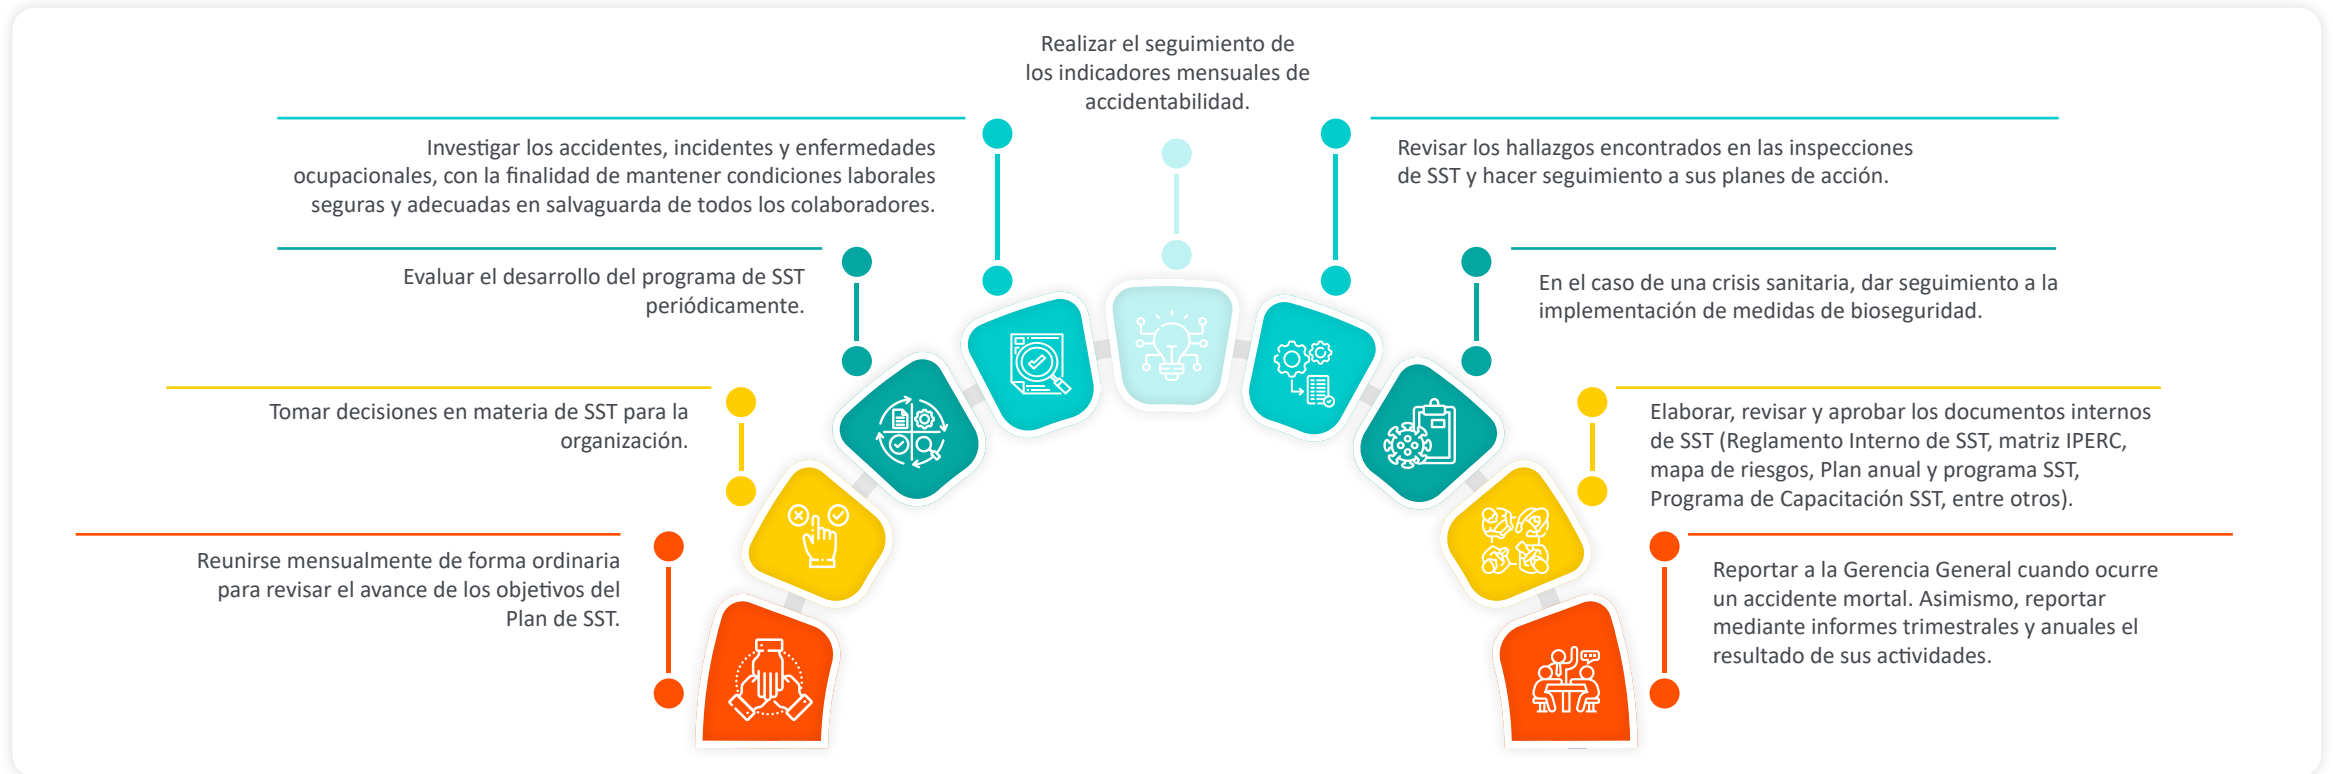 Realizar el seguimiento de
los indicadores mensuales de
accidentabilidad.
Investigar los accidentes, incidentes y enfermedades
ocupacionales, con la finalidad de mantener condiciones laborales
seguras y adecuadas en salvaguarda de todos los colaboradores.
Evaluar el desarrollo del programa de SST
periódicamente.
Tomar decisiones en materia de SST para la
organización.
Reunirse mensualmente de forma ordinaria
para revisar el avance de los objetivos del
Plan de SST.
Revisar los hallazgos encontrados en las inspecciones
de SST y hacer seguimiento a sus planes de acción.
En el caso de una crisis sanitaria, dar seguimiento a la
implementación de medidas de bioseguridad.
Elaborar, revisar y aprobar los documentos internos
de SST (Reglamento Interno de SST, matriz IPERC,
mapa de riesgos, Plan anual y programa SST,
Programa de Capacitación SST, entre otros).
Reportar a la Gerencia General cuando ocurre
un accidente mortal. Asimismo, reportar
mediante informes trimestrales y anuales el
resultado de sus actividades.